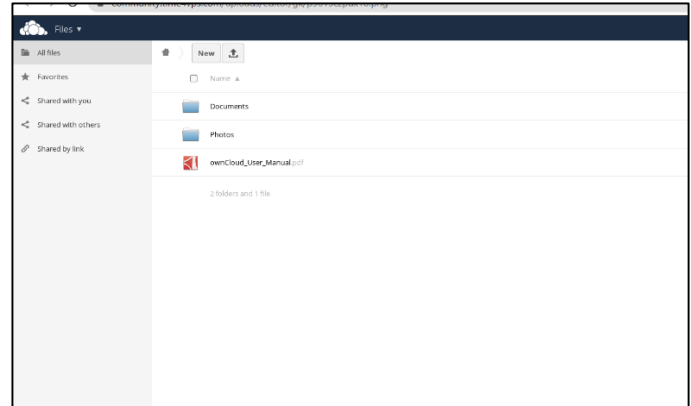 Files ▾
All files
New
Favorites
Name ▲
Shared with you
Documents
Shared with others
Photos
Shared by link
ownCloud_User_Manual.pdf
2 folders and 1 file